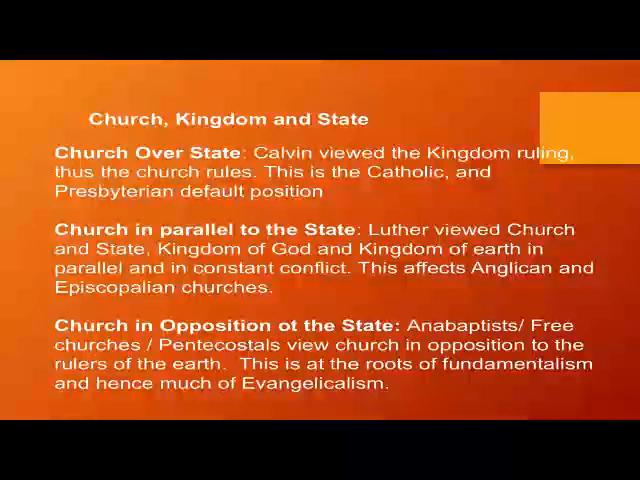 Church, Kingdom and State
Church Over State: Calvin viewed the Kingdom ruling,
thus the church rules. This is the Catholic, and
Presbyterian default position
Church in parallel to the State: Luther viewed Church
and State, Kingdom of God and Kingdom of earth in
parallel and in constant conflict. This affects Anglican and
Episcopalian churches.
Church in Opposition ot the State: Anabaptists/ Free
churches / Pentecostals view church in opposition to the
rulers of the earth.  This is at the roots of fundamentalism
and hence much of Evangelicalism.